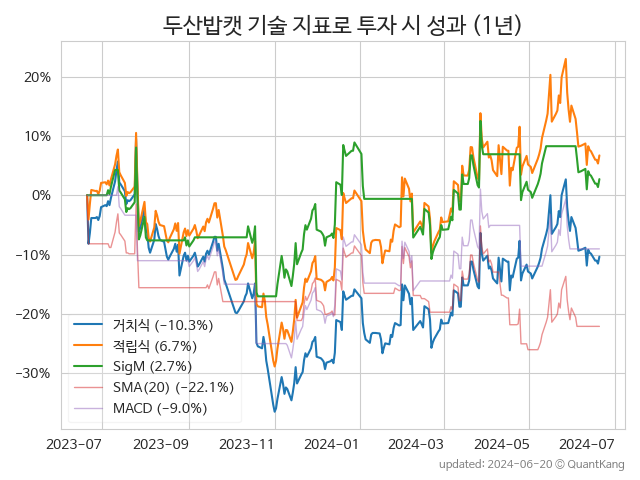 두산밥캣 기술 지표로 투자 시 성과 (1년)
20%
10%
0%
−10%
−20%
−30%
거치식 (−10.3%)
적립식 (6.7%)
SigM (2.7%)
SMA(20) (−22.1%)
MACD (−9.0%)
2023-07
2023-09
2023-11
2024-01
2024-03
2024-05
2024-07
updated: 2024-06-20 © QuantKang